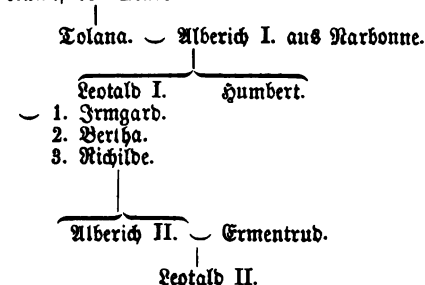 Tolana. ⏝ Alberich I. aus Narbonne.
Leotald I. Humbert.
⏝ 1. Irmgard.
2. Bertha.
3. Richilde.
Alberich II. ⏝ Ermentrud.
Leotald II.